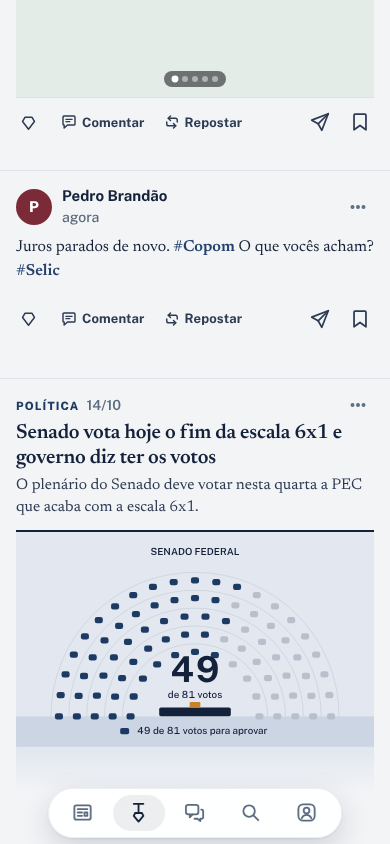 Comentar Repostar
P
Pedro Brandão
agora
Juros parados de novo. #Copom O que vocês acham?
#Selic
Comentar Repostar
POLÍTICA 14/10
Senado vota hoje o fim da escala 6x1 e
governo diz ter os votos
O plenário do Senado deve votar nesta quarta a PEC
que acaba com a escala 6x1.
SENADO FEDERAL
49
de 81 votos
49 de 81 votos para aprovar